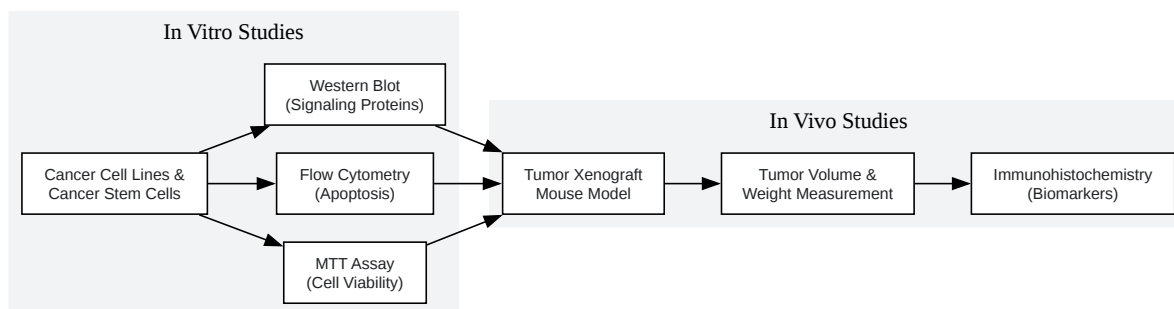 In Vitro Studies
Western Blot
(Signaling Proteins)
Cancer Cell Lines &
Cancer Stem Cells
Flow Cytometry
(Apoptosis)
MTT Assay
(Cell Viability)
In Vivo Studies
Tumor Xenograft
Mouse Model
Tumor Volume &
Weight Measurement
Immunohistochemistry
(Biomarkers)